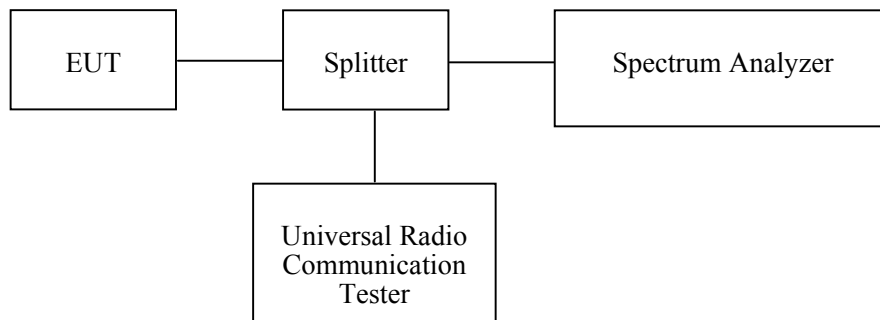 EUT
Splitter
Spectrum Analyzer
Universal Radio
Communication
Tester